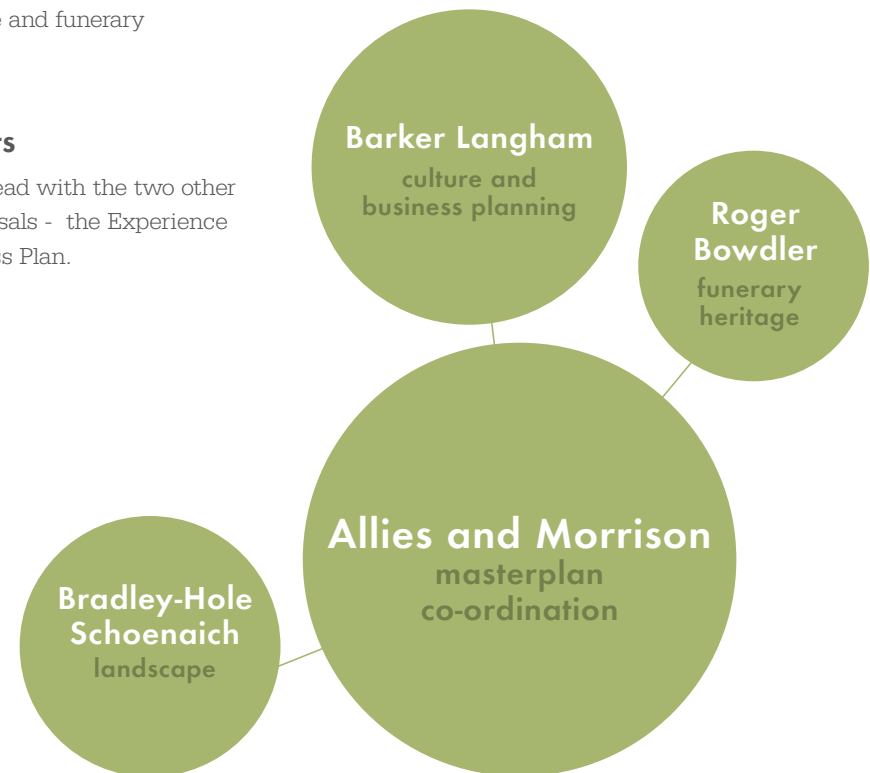 and funerary
ead with the two other
sals - the Experience
ss Plan.
Barker Langham
culture and
business planning
Roger
Bowdler
funerary
heritage
Allies and Morrison
masterplan
co-ordination
Bradley-Hole
Schoenaich
landscape